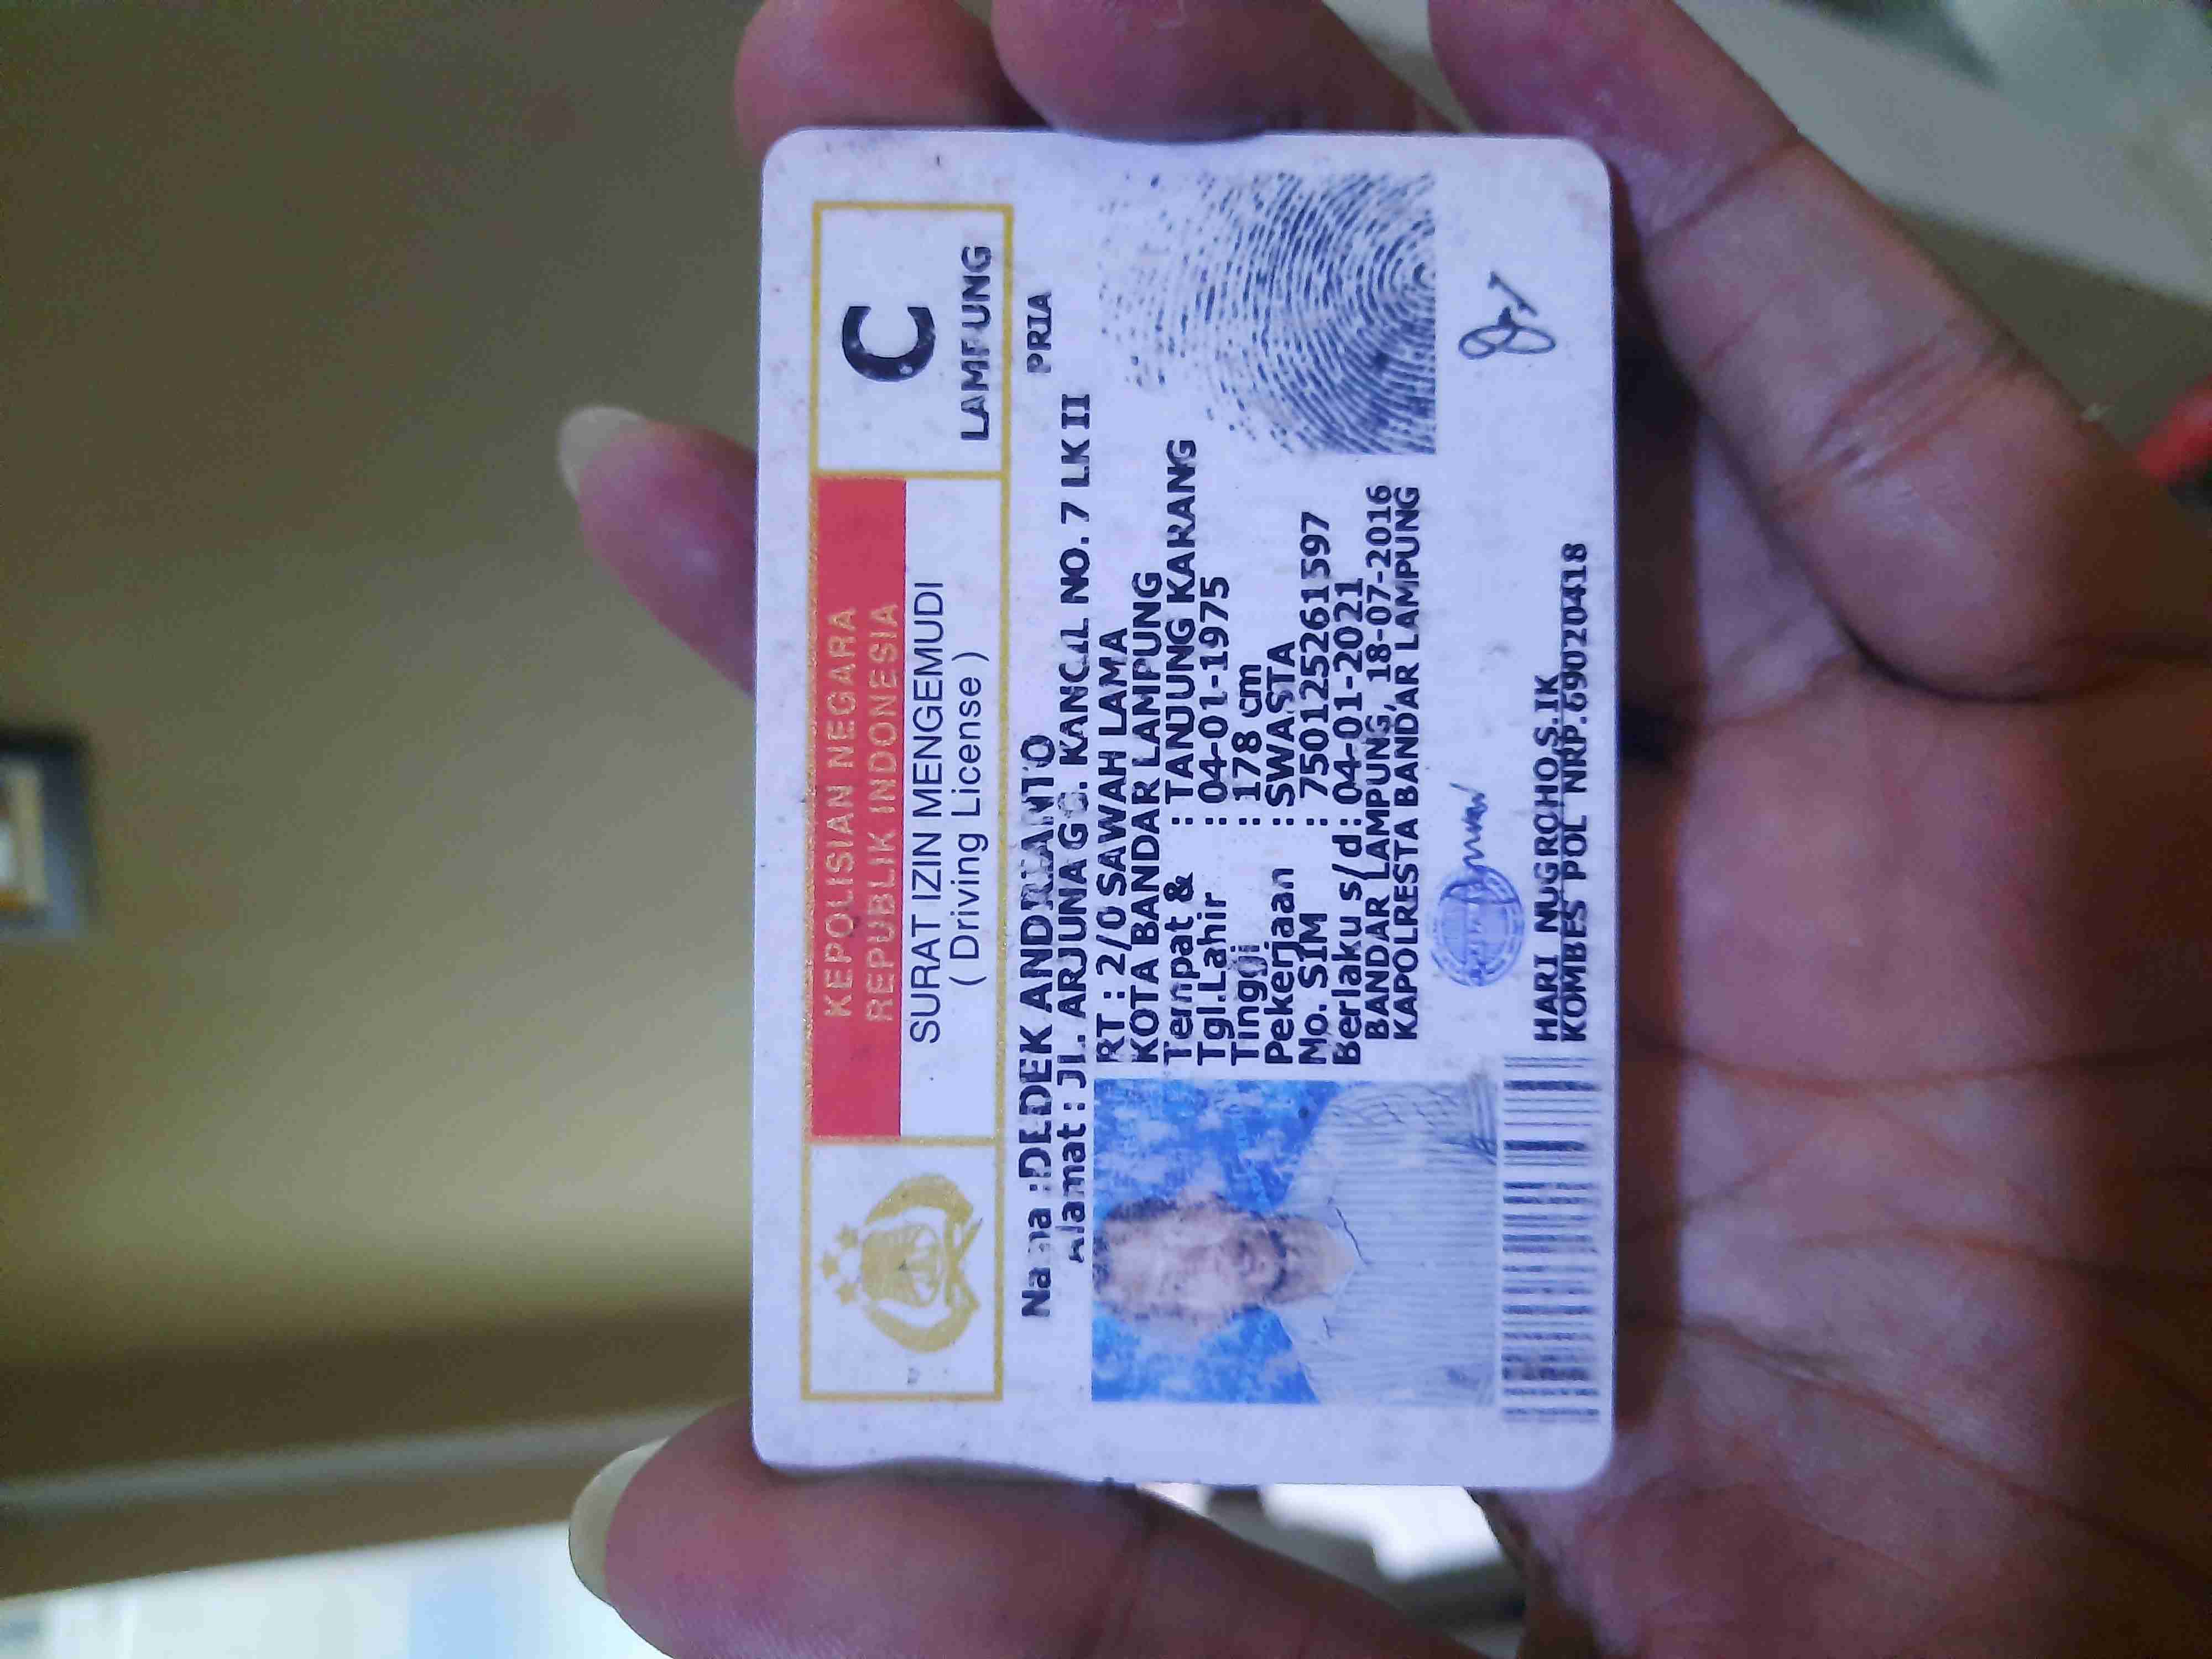 KEPOLISIAN NEGARA
REPUBLIK INDONESIA
SURAT IZIN MENGEMUDI
( Driving License )
C
LAMPUNG
Nama :DEDEK ANDRIANTO
PRIA
Alamat : JL. ARJUNA GG. KANCIL NO. 7 LK II
RT : 2/0 SAWAH LAMA
KOTA BANDAR LAMPUNG
Tempat & : TANJUNG KARANG
Tgl.Lahir : 04-01-1975
Tinggi : 178 cm
Pekerjaan : SWASTA
No. SIM : 750125261597
Berlaku s/d : 04-01-2021
BANDAR LAMPUNG, 18-07-2016
KAPOLRESTA BANDAR LAMPUNG
HARI NUGROHO,S.IK
KOMBES POL NRP.69020418